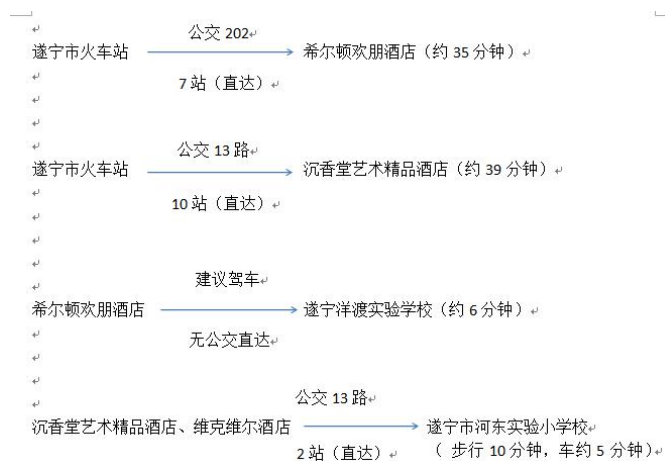 公交 202
遂宁市火车站 希尔顿欢朋酒店（约 35 分钟）
7 站（直达）
公交 13 路
遂宁市火车站 沉香堂艺术精品酒店（约 39 分钟）
10 站（直达）
建议驾车
希尔顿欢朋酒店 遂宁洋渡实验学校（约 6 分钟）
无公交直达
公交 13 路
沉香堂艺术精品酒店、维克维尔酒店 遂宁市河东实验小学校
2 站（直达） （ 步行 10 分钟，车约 5 分钟）